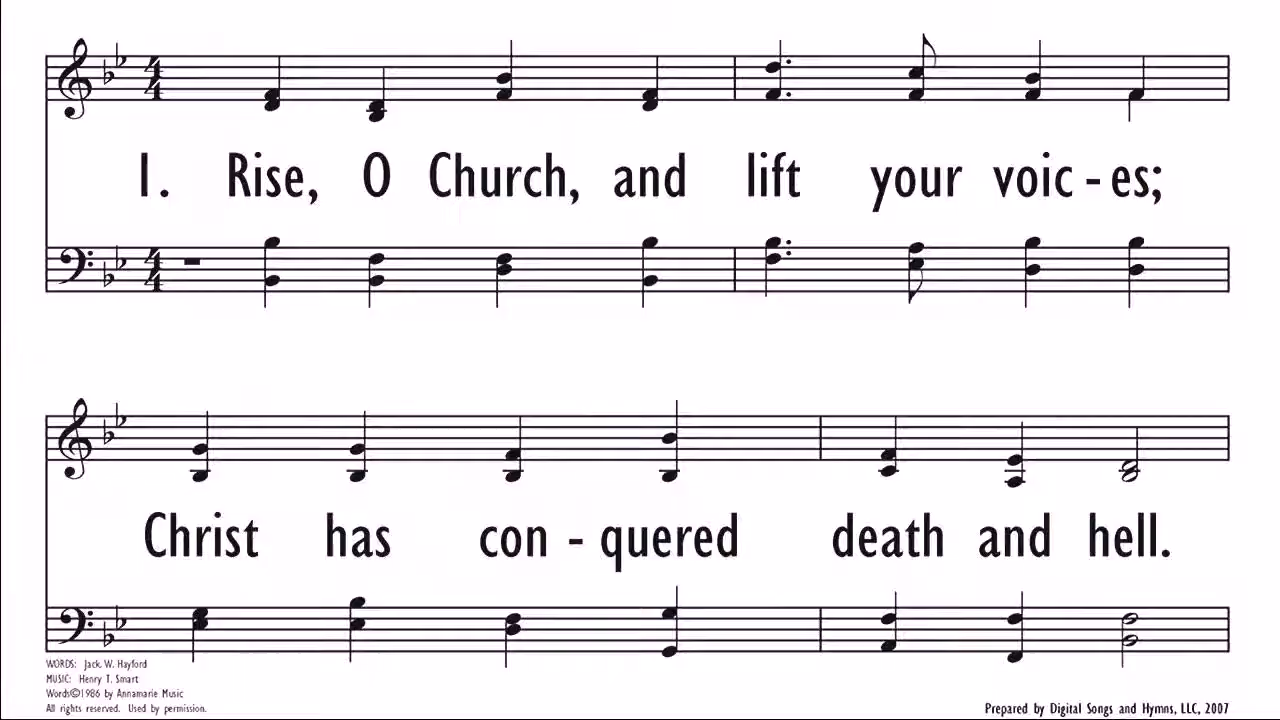 1. Rise, O Church, and lift your voic - es;
Christ has con - quered death and hell.
WORDS: Jack. W. Hayford
MUSIC: Henry T. Smart
Words©1986 by Annamarie Music
All rights reserved. Used by permission.
Prepared by Digital Songs and Hymns, LLC, 2007